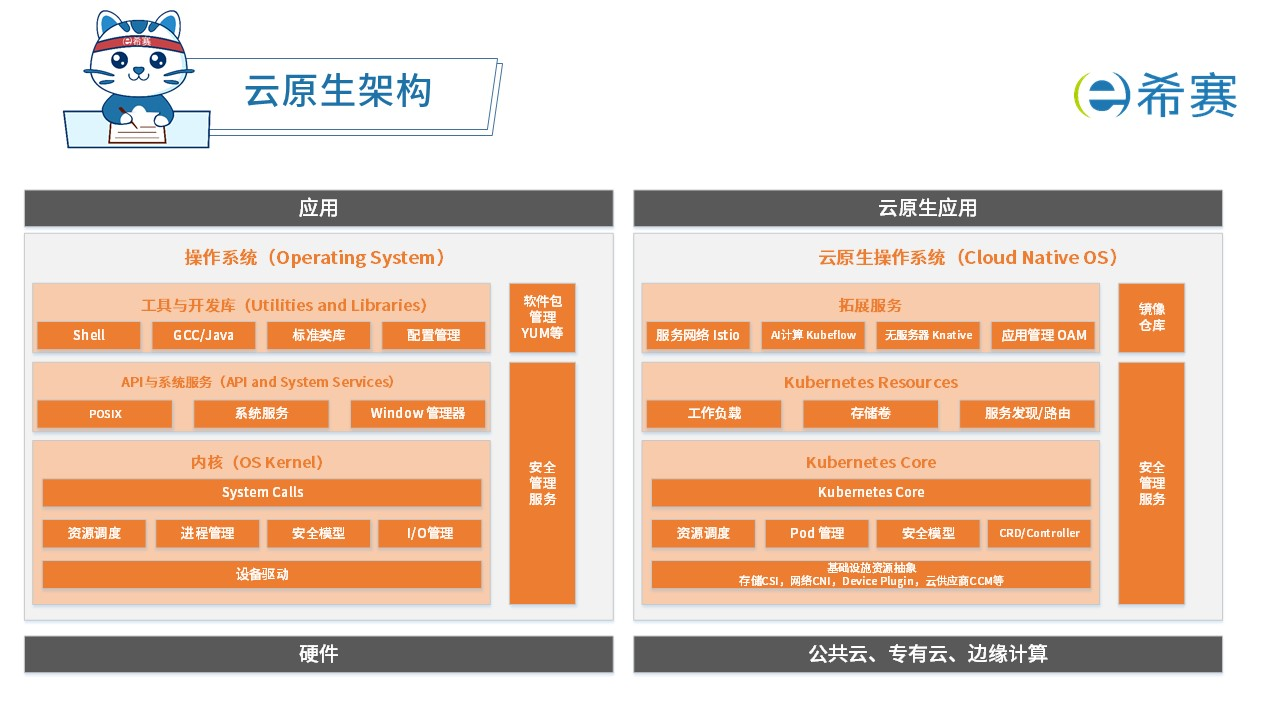 希赛
云原生架构
希赛
应用
操作系统（Operating System）
工具与开发库（Utilities and Libraries）
Shell
GCC/Java
标准类库
配置管理
软件包
管理
YUM等
API与系统服务（API and System Services）
POSIX
系统服务
Window 管理器
内核（OS Kernel）
System Calls
资源调度
进程管理
安全模型
I/O管理
设备驱动
安全
管理
服务
硬件
云原生应用
云原生操作系统（Cloud Native OS）
拓展服务
服务网络 Istio
AI计算 Kubeflow
无服务器 Knative
应用管理 OAM
镜像
仓库
Kubernetes Resources
工作负载
存储卷
服务发现/路由
Kubernetes Core
Kubernetes Core
资源调度
Pod 管理
安全模型
CRD/Controller
基础设施资源抽象
存储CSI，网络CNI，Device Plugin，云供应商CCM等
安全
管理
服务
公共云、专有云、边缘计算